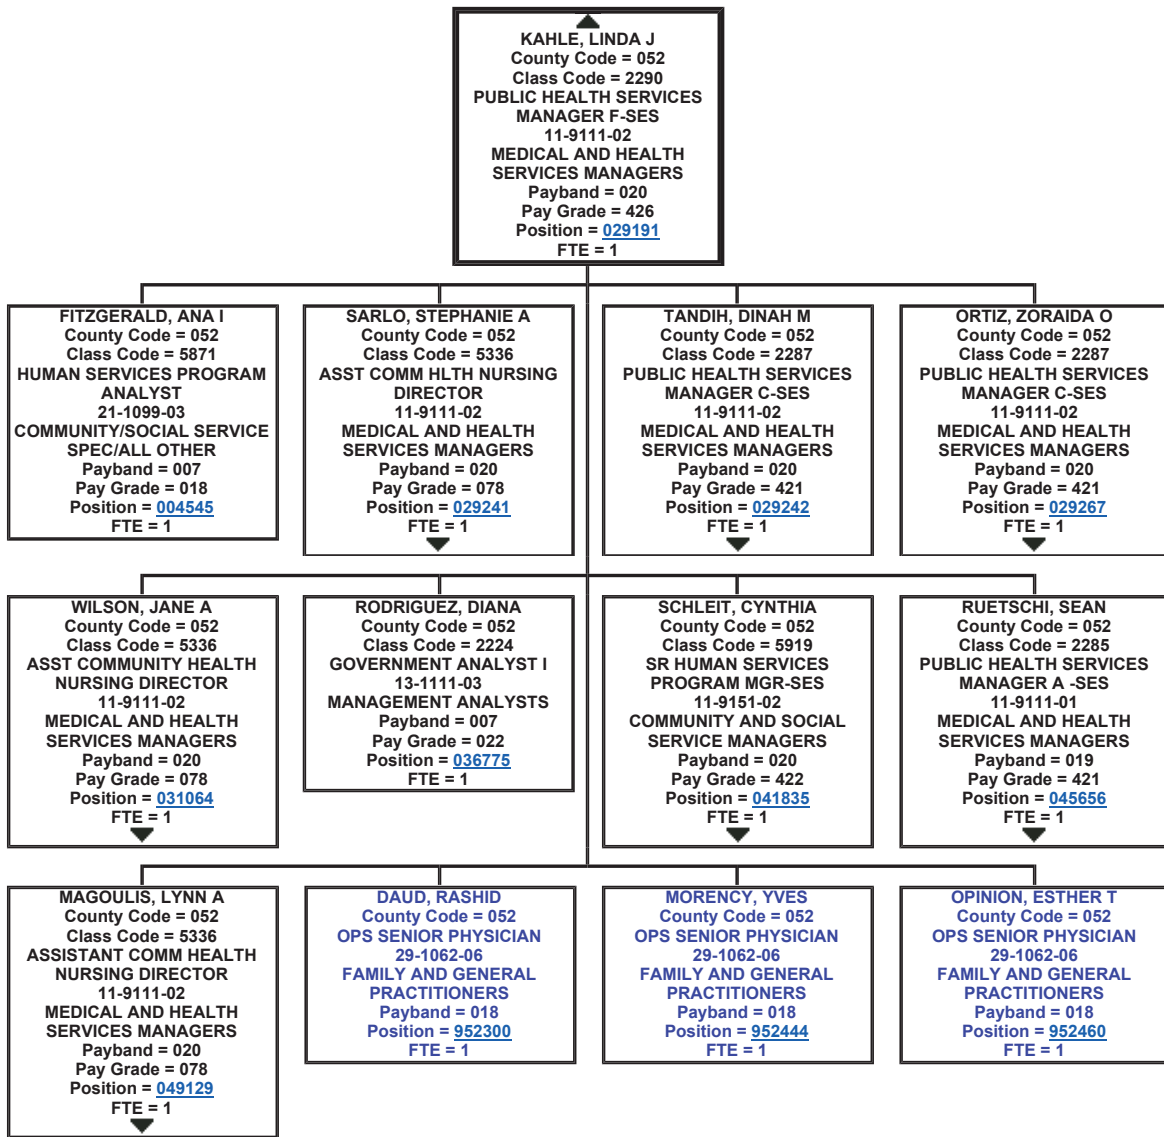 KAHLE, LINDA J
County Code = 052
Class Code = 2290
PUBLIC HEALTH SERVICES
MANAGER F-SES
11-9111-02
MEDICAL AND HEALTH
SERVICES MANAGERS
Payband = 020
Pay Grade = 426
Position = 029191
FTE = 1
FITZGERALD, ANA I
County Code = 052
Class Code = 5871
HUMAN SERVICES PROGRAM
ANALYST
21-1099-03
COMMUNITY/SOCIAL SERVICE
SPEC/ALL OTHER
Payband = 007
Pay Grade = 018
Position = 004545
FTE = 1
SARLO, STEPHANIE A
County Code = 052
Class Code = 5336
ASST COMM HLTH NURSING
DIRECTOR
11-9111-02
MEDICAL AND HEALTH
SERVICES MANAGERS
Payband = 020
Pay Grade = 078
Position = 029241
FTE = 1
TANDIH, DINAH M
County Code = 052
Class Code = 2287
PUBLIC HEALTH SERVICES
MANAGER C-SES
11-9111-02
MEDICAL AND HEALTH
SERVICES MANAGERS
Payband = 020
Pay Grade = 421
Position = 029242
FTE = 1
ORTIZ, ZORAIDA O
County Code = 052
Class Code = 2287
PUBLIC HEALTH SERVICES
MANAGER C-SES
11-9111-02
MEDICAL AND HEALTH
SERVICES MANAGERS
Payband = 020
Pay Grade = 421
Position = 029267
FTE = 1
WILSON, JANE A
County Code = 052
Class Code = 5336
ASST COMMUNITY HEALTH
NURSING DIRECTOR
11-9111-02
MEDICAL AND HEALTH
SERVICES MANAGERS
Payband = 020
Pay Grade = 078
Position = 031064
FTE = 1
RODRIGUEZ, DIANA
County Code = 052
Class Code = 2224
GOVERNMENT ANALYST I
13-1111-03
MANAGEMENT ANALYSTS
Payband = 007
Pay Grade = 022
Position = 036775
FTE = 1
SCHLEIT, CYNTHIA
County Code = 052
Class Code = 5919
SR HUMAN SERVICES
PROGRAM MGR-SES
11-9151-02
COMMUNITY AND SOCIAL
SERVICE MANAGERS
Payband = 020
Pay Grade = 422
Position = 041835
FTE = 1
RUETSCHI, SEAN
County Code = 052
Class Code = 2285
PUBLIC HEALTH SERVICES
MANAGER A -SES
11-9111-01
MEDICAL AND HEALTH
SERVICES MANAGERS
Payband = 019
Pay Grade = 421
Position = 045656
FTE = 1
MAGOULIS, LYNN A
County Code = 052
Class Code = 5336
ASSISTANT COMM HEALTH
NURSING DIRECTOR
11-9111-02
MEDICAL AND HEALTH
SERVICES MANAGERS
Payband = 020
Pay Grade = 078
Position = 049129
FTE = 1
DAUD, RASHID
County Code = 052
OPS SENIOR PHYSICIAN
29-1062-06
FAMILY AND GENERAL
PRACTITIONERS
Payband = 018
Position = 952300
FTE = 1
MORENCY, YVES
County Code = 052
OPS SENIOR PHYSICIAN
29-1062-06
FAMILY AND GENERAL
PRACTITIONERS
Payband = 018
Position = 952444
FTE = 1
OPINION, ESTHER T
County Code = 052
OPS SENIOR PHYSICIAN
29-1062-06
FAMILY AND GENERAL
PRACTITIONERS
Payband = 018
Position = 952460
FTE = 1